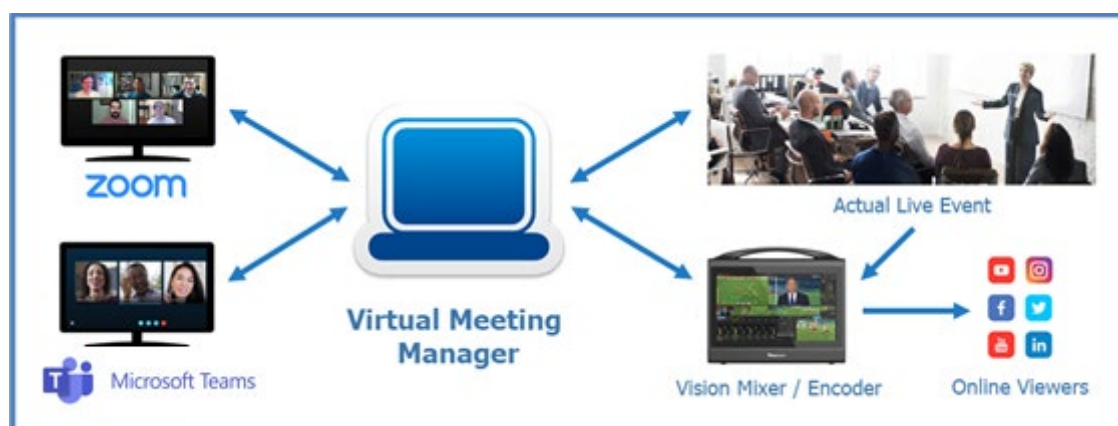 zoom
Actual Live Event
Virtual Meeting
Manager
Microsoft Teams
Vision Mixer / Encoder
Online Viewers